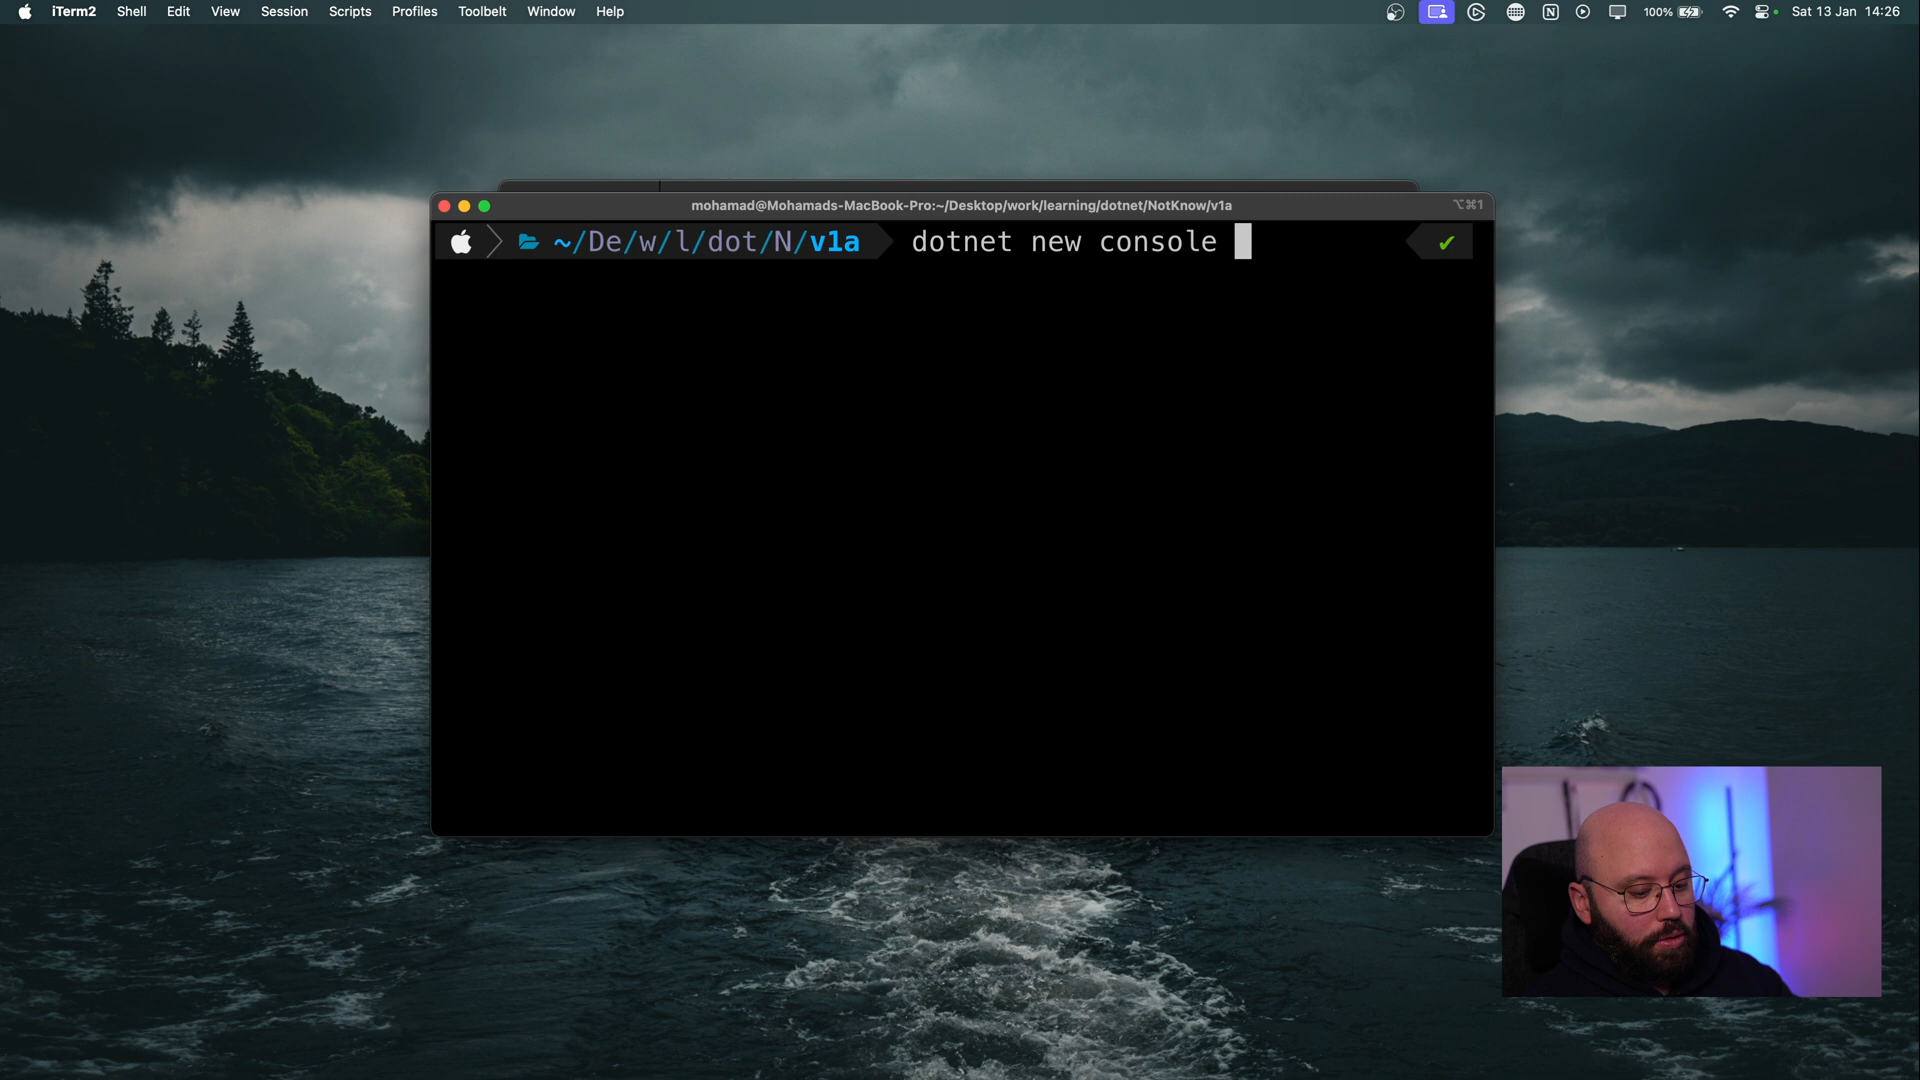 iTerm2 Shell Edit View Session Scripts Profiles Toolbelt Window Help 100% Sat 13 Jan 14:26
mohamad@Mohamads-MacBook-Pro:~/Desktop/work/learning/dotnet/NotKnow/v1a ⌥⌘1
~/De/w/l/dot/N/v1a dotnet new console ✔